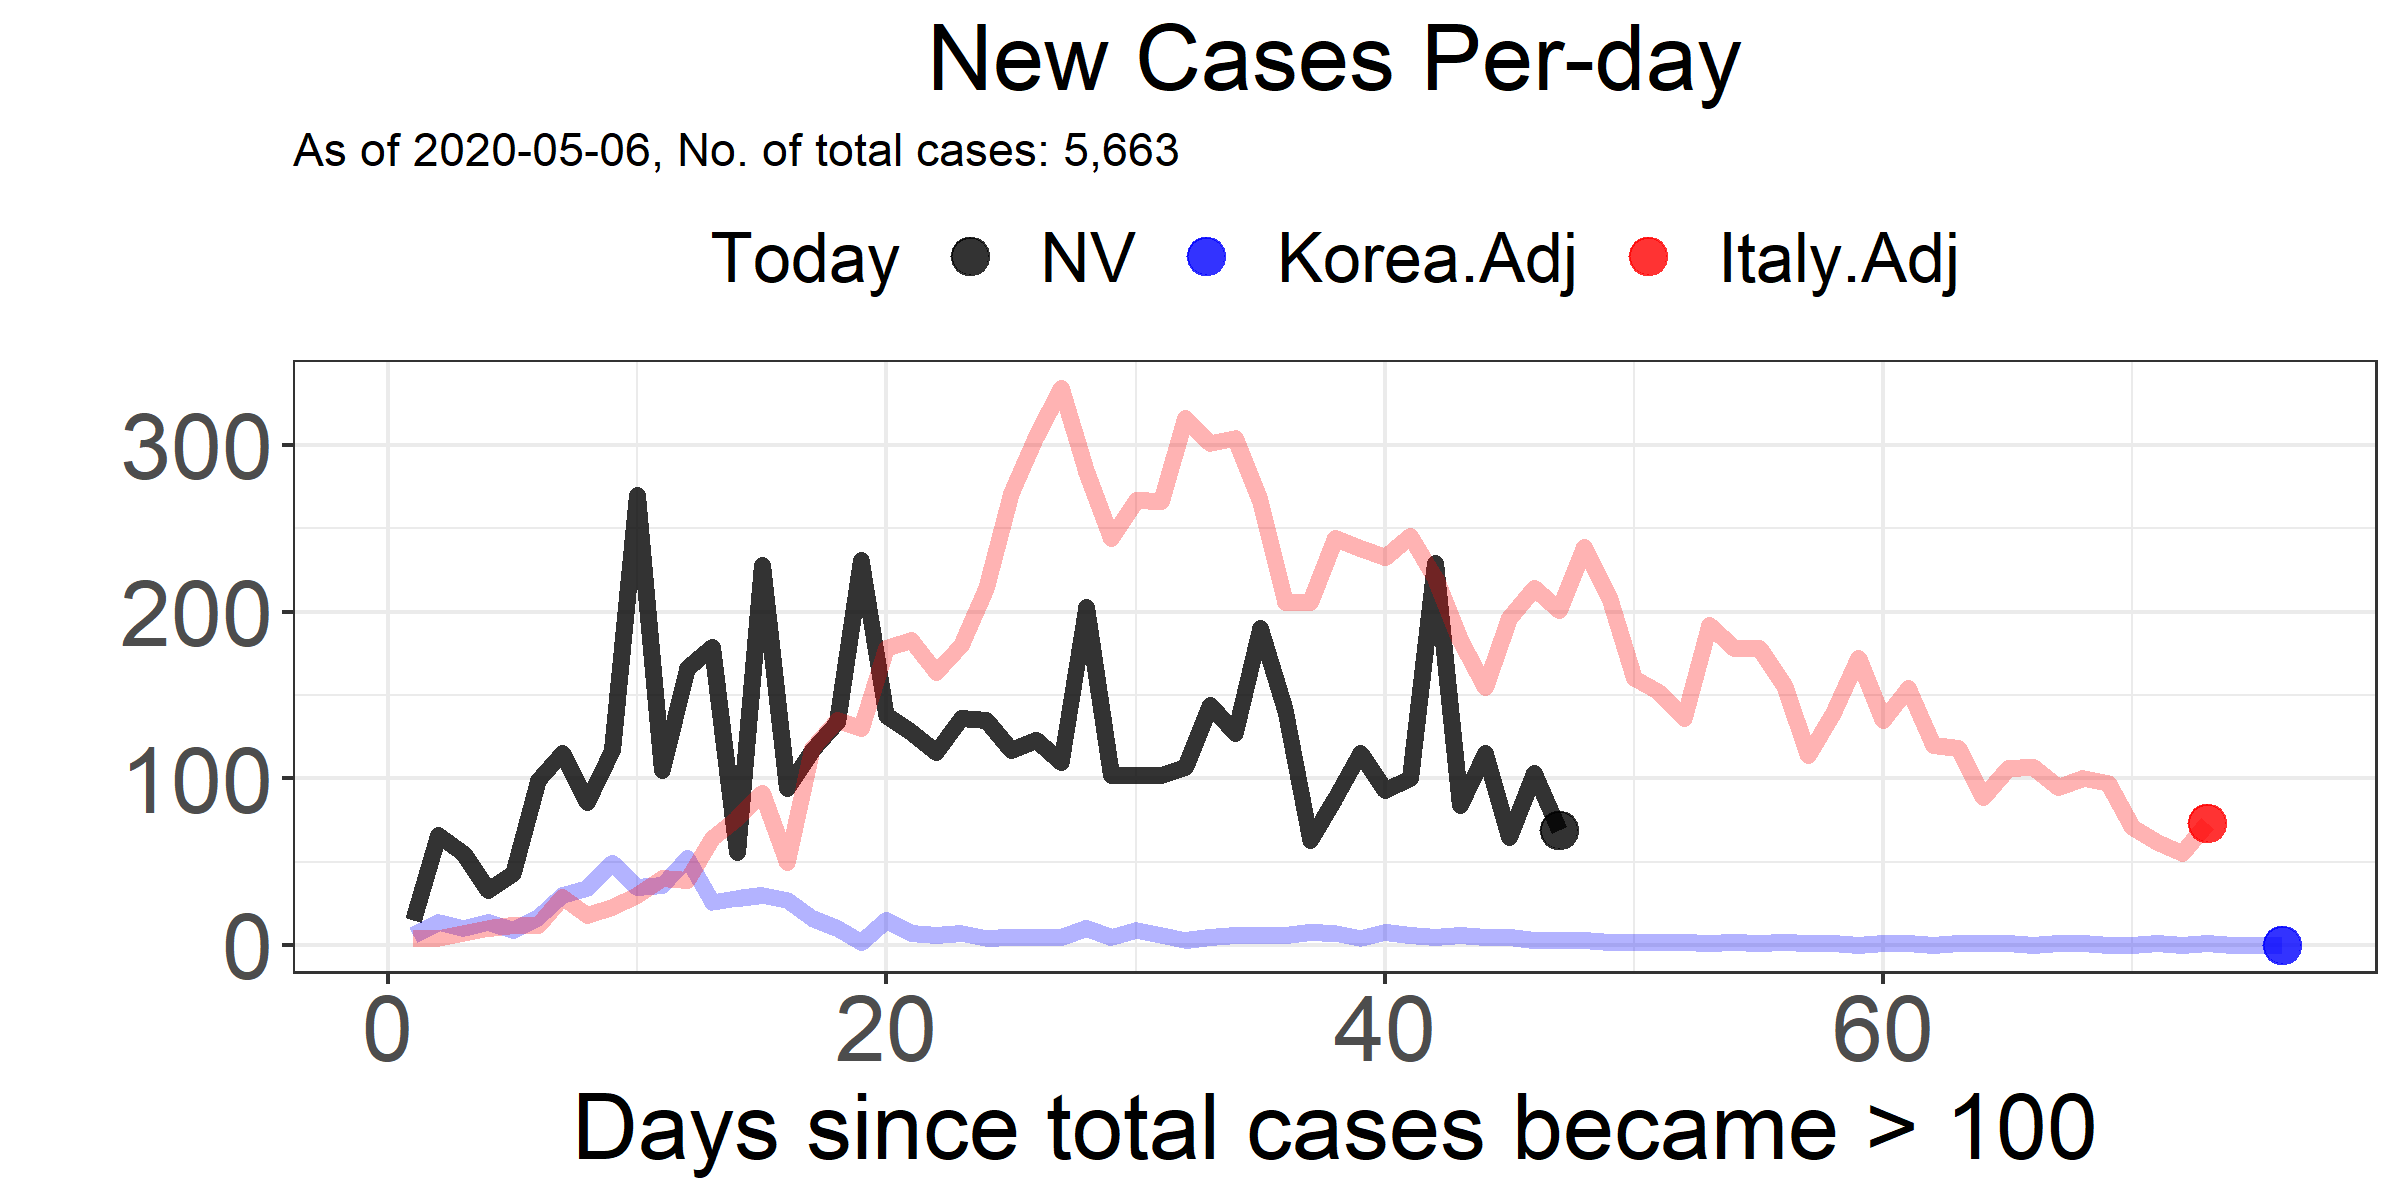 New Cases Per-day
As of 2020-05-06, No. of total cases: 5,663
Today NV Korea.Adj Italy.Adj
300
200
100
0
0 20 40 60
Days since total cases became > 100